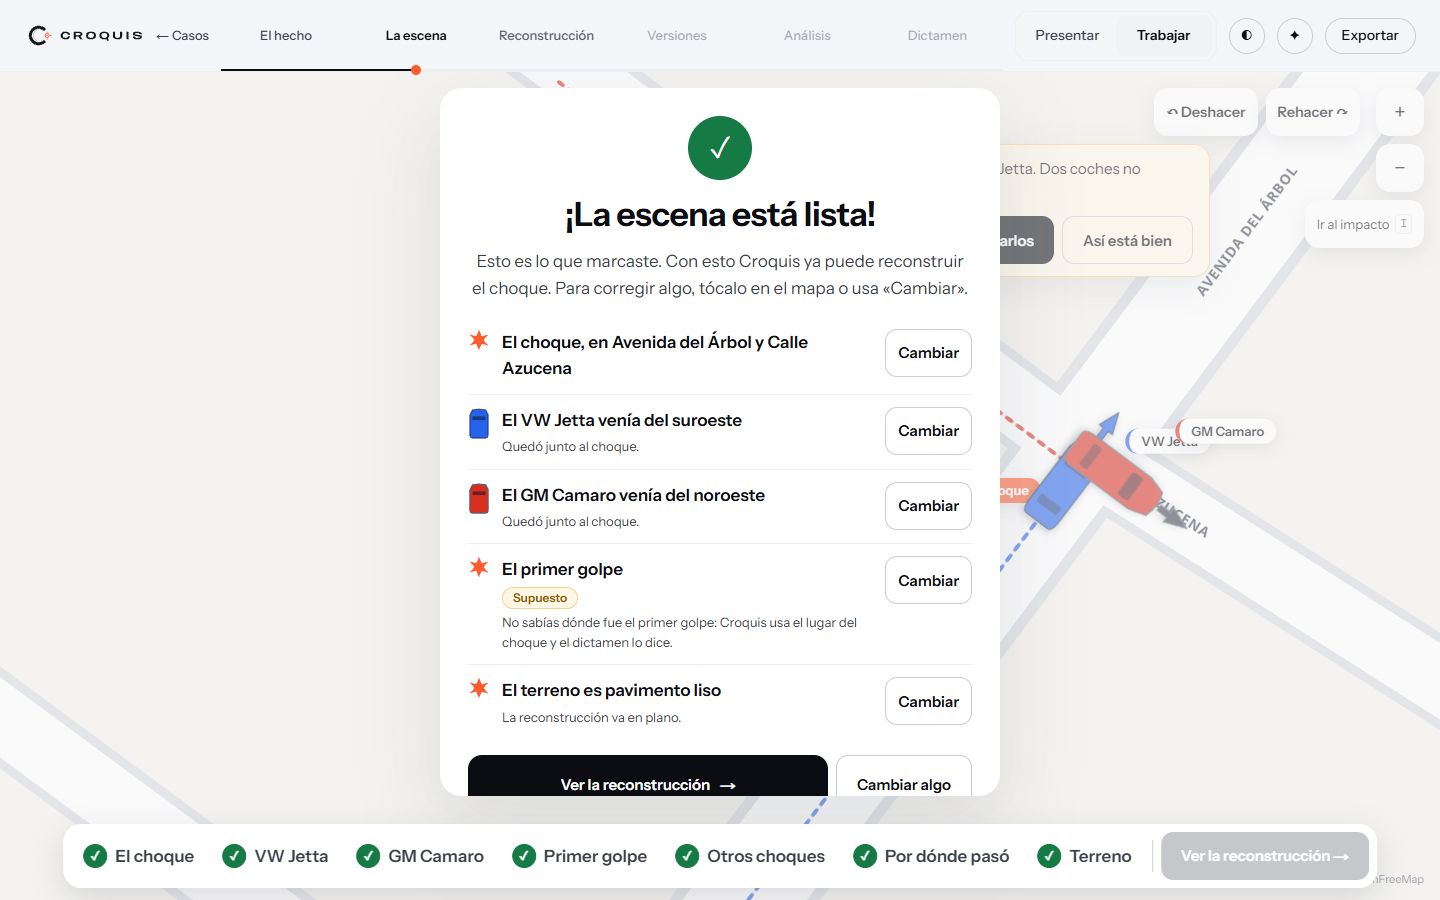 CROQUIS
← Casos
El hecho
La escena
Reconstrucción
Versiones
Análisis
Dictamen
Presentar
Trabajar
Exportar
Deshacer
Rehacer
+
−
Ir al impacto I
Jetta. Dos coches no
Así está bien
AVENIDA DEL ÁRBOL
VW Jetta
GM Camaro
¡La escena está lista!
Esto es lo que marcaste. Con esto Croquis ya puede reconstruir
el choque. Para corregir algo, tócalo en el mapa o usa «Cambiar».
El choque, en Avenida del Árbol y Calle
Azucena
Cambiar
El VW Jetta venía del suroeste
Quedó junto al choque.
Cambiar
El GM Camaro venía del noroeste
Quedó junto al choque.
Cambiar
El primer golpe
Supuesto
No sabías dónde fue el primer golpe: Croquis usa el lugar del
choque y el dictamen lo dice.
Cambiar
El terreno es pavimento liso
La reconstrucción va en plano.
Cambiar
Ver la reconstrucción →
Cambiar algo
El choque
VW Jetta
GM Camaro
Primer golpe
Otros choques
Por dónde pasó
Terreno
Ver la reconstrucción →